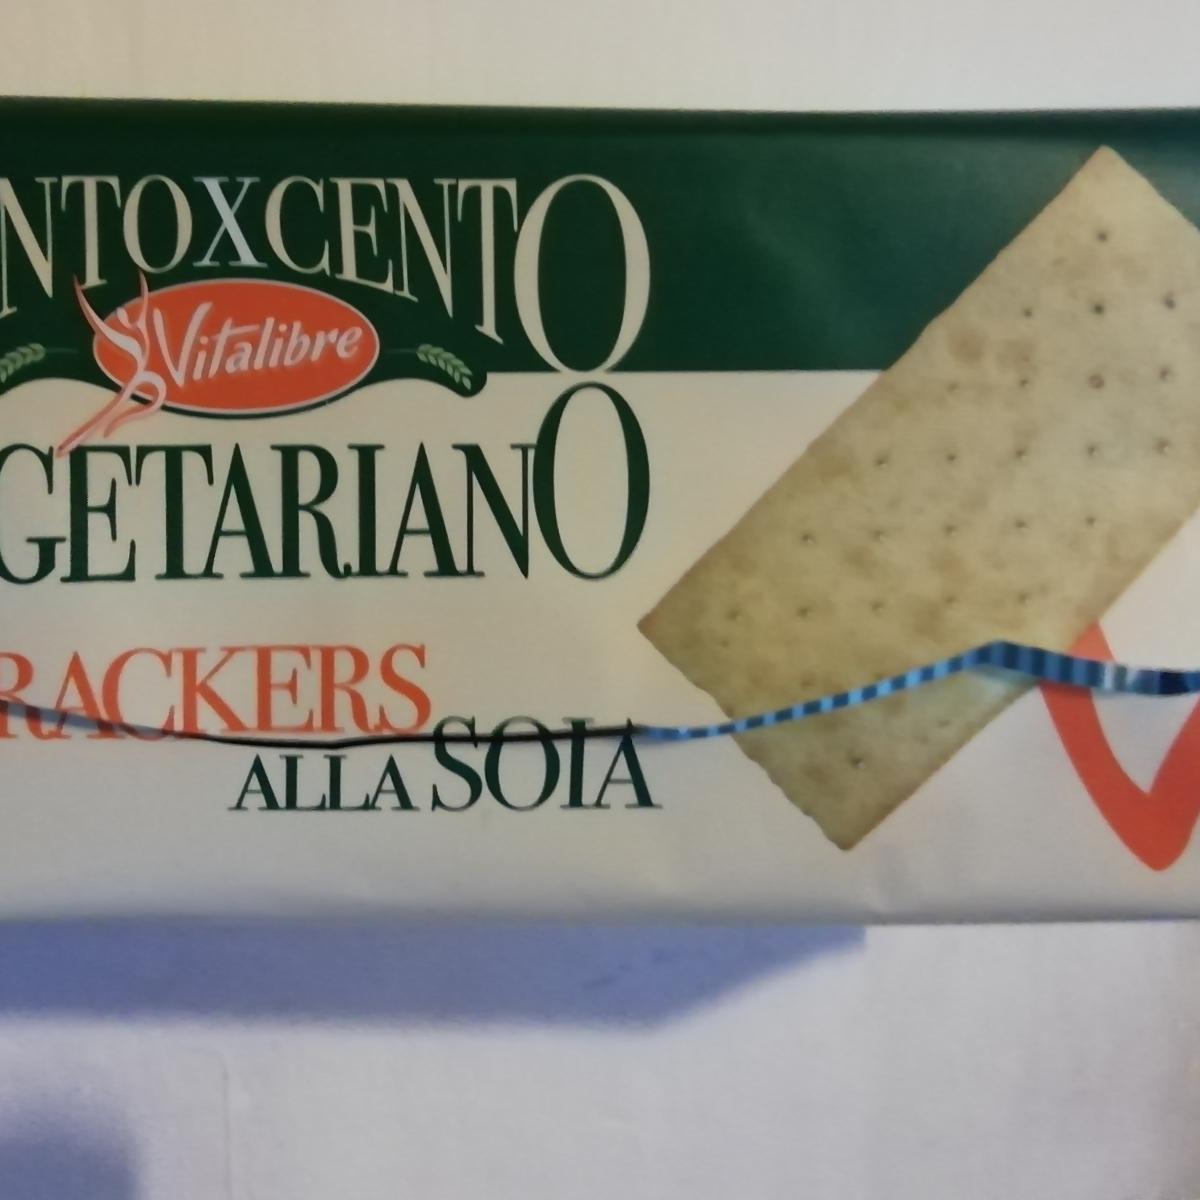 NTOXCENTO
Vitalibre
GETARIANO
RACKERS
ALLA SOIA